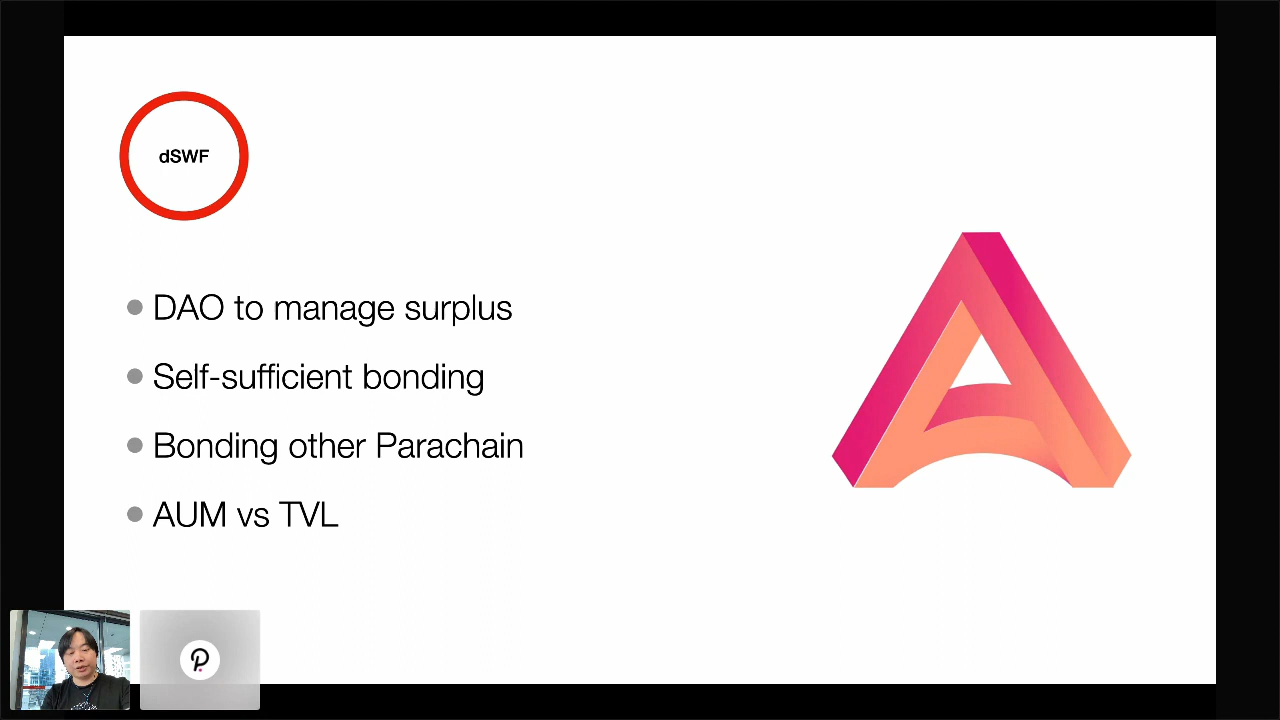 dSWF
DAO to manage surplus
Self-sufficient bonding
Bonding other Parachain
AUM vs TVL